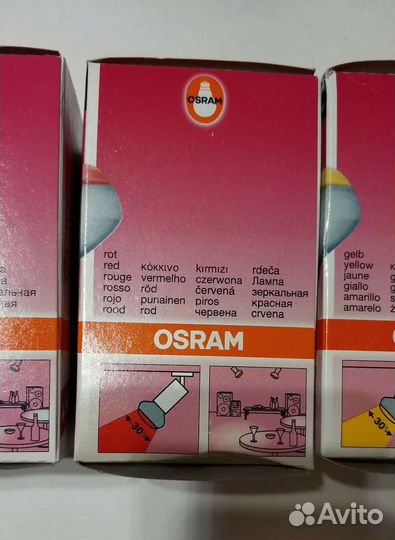 OSRAM
rot
red
rouge
rosso
rojo
rood
κόκκινο
vermelho
röd
punainen
rød
kırmızı
czerwona
červená
piros
червена
rdeča
Лампа
зеркальная
красная
crvena
gelb
yellow
jaune
giallo
amarillo
amarelo
OSRAM
30°
30°
Avito